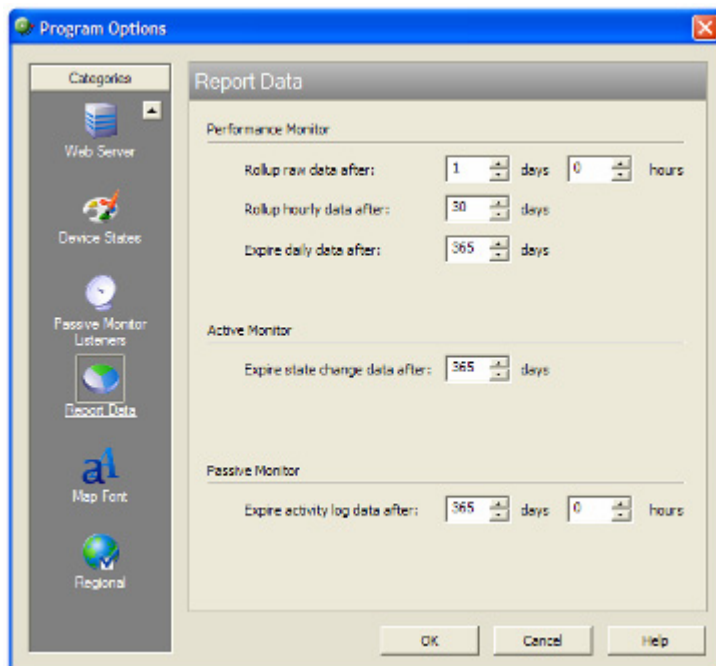 Program Options
Categories
Web Server
Device States
Passive Monitor
Listeners
Report Data
Map Font
Regional
Report Data
Performance Monitor
Rollup raw data after: 1 days 0 hours
Rollup hourly data after: 30 days
Expire daily data after: 365 days
Active Monitor
Expire state change data after: 365 days
Passive Monitor
Expire activity log data after: 365 days 0 hours
OK Cancel Help